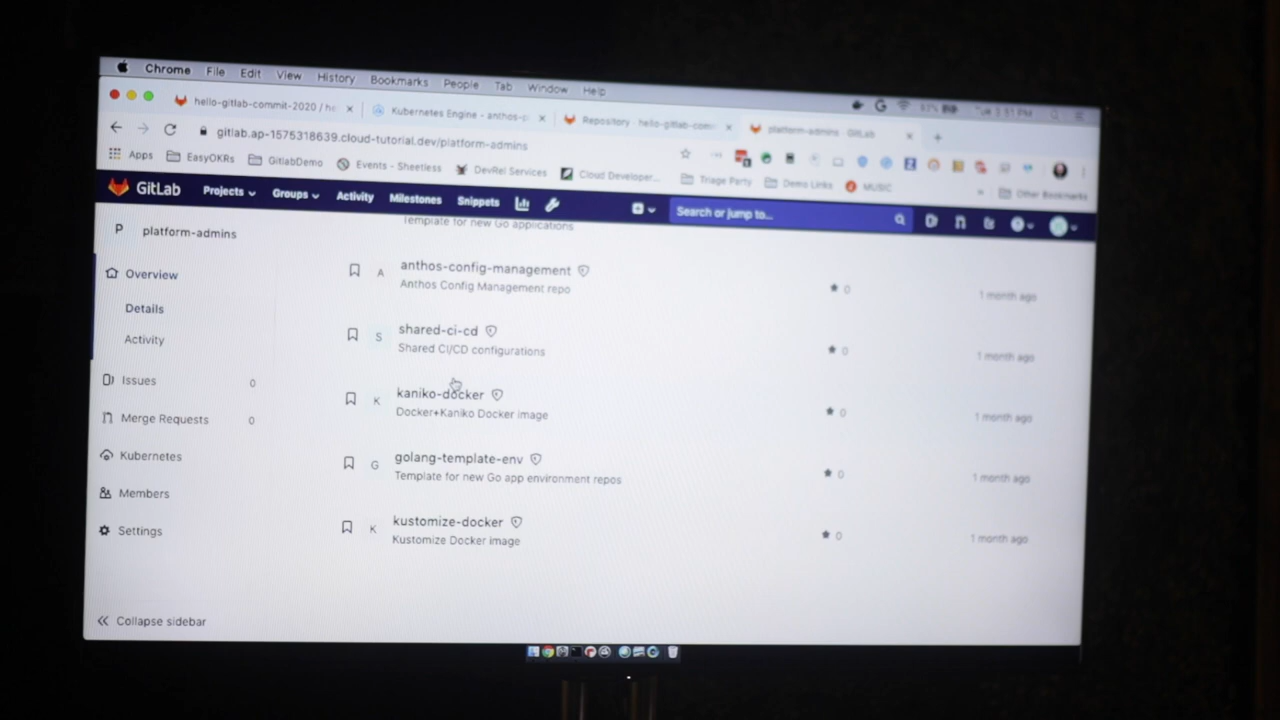 Chrome File Edit View History Bookmarks People Tab Window Help
hello-gitlab-commit-2020 / he Kubernetes Engine - anthos-p Repository · hello-gitlab-com platform-admins · GitLab
gitlab.ap-1575318639.cloud-tutorial.dev/platform-admins
Apps EasyOKRs GitlabDemo Events - Sheetless DevRel Services Cloud Developer... Triage Party Demo Links MUSIC Other Bookmarks
GitLab Projects Groups Activity Milestones Snippets Search or jump to...
Template for new Go applications
P platform-admins
Overview
Details
Activity
Issues 0
Merge Requests 0
Kubernetes
Members
Settings
Collapse sidebar
A anthos-config-management 0 1 month ago
Anthos Config Management repo
S shared-ci-cd 0 1 month ago
Shared CI/CD configurations
K kaniko-docker 0 1 month ago
Docker+Kaniko Docker image
G golang-template-env 0 1 month ago
Template for new Go app environment repos
K kustomize-docker 0 1 month ago
Kustomize Docker image